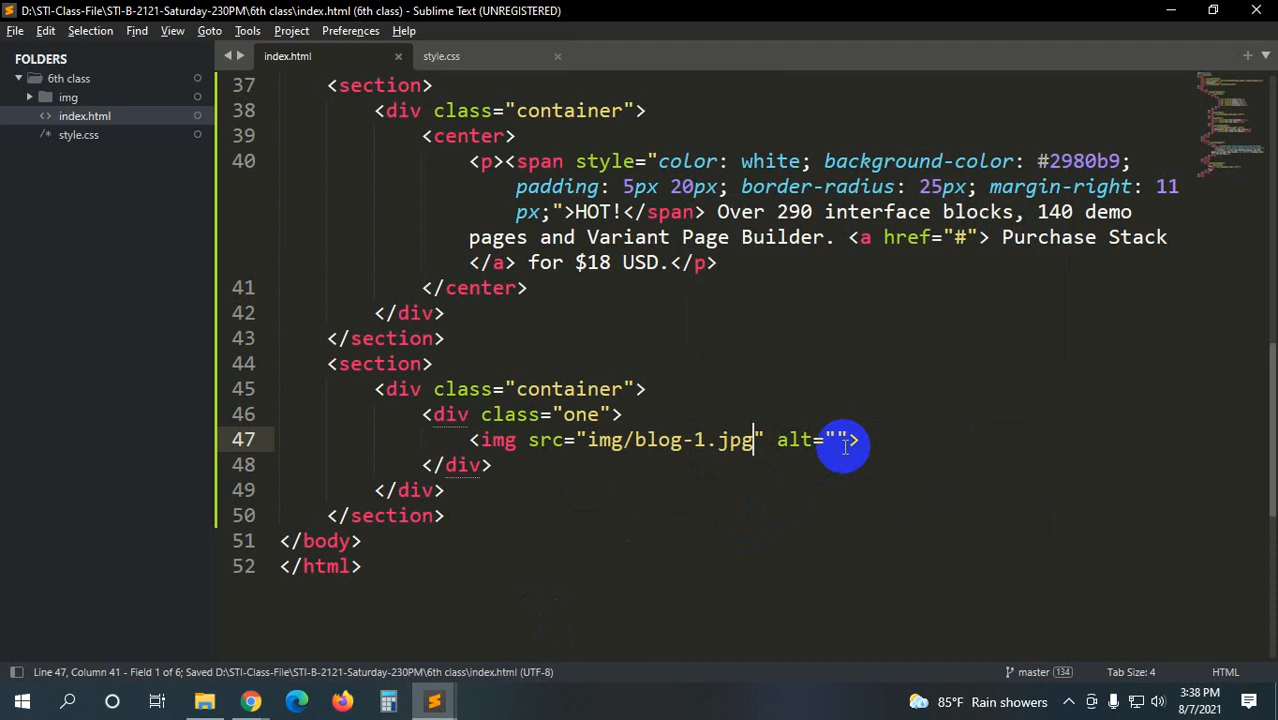 D:\STI-Class-File\STI-B-2121-Saturday-230PM\6th class\index.html (6th class) - Sublime Text (UNREGISTERED)
File Edit Selection Find View Goto Tools Project Preferences Help
FOLDERS
6th class
img
index.html
style.css
index.html style.css
37 <section>
38 <div class="container">
39 <center>
40 <p><span style="color: white; background-color: #2980b9;
padding: 5px 20px; border-radius: 25px; margin-right: 11
px;">HOT!</span> Over 290 interface blocks, 140 demo
pages and Variant Page Builder. <a href="#"> Purchase Stack
</a> for $18 USD.</p>
41 </center>
42 </div>
43 </section>
44 <section>
45 <div class="container">
46 <div class="one">
47 <img src="img/blog-1.jpg" alt="">
48 </div>
49 </div>
50 </section>
51 </body>
52 </html>
Line 47, Column 41 - Field 1 of 6; Saved D:\STI-Class-File\STI-B-2121-Saturday-230PM\6th class\index.html (UTF-8)
master 134 Tab Size: 4 HTML
85°F Rain showers
3:38 PM
8/7/2021